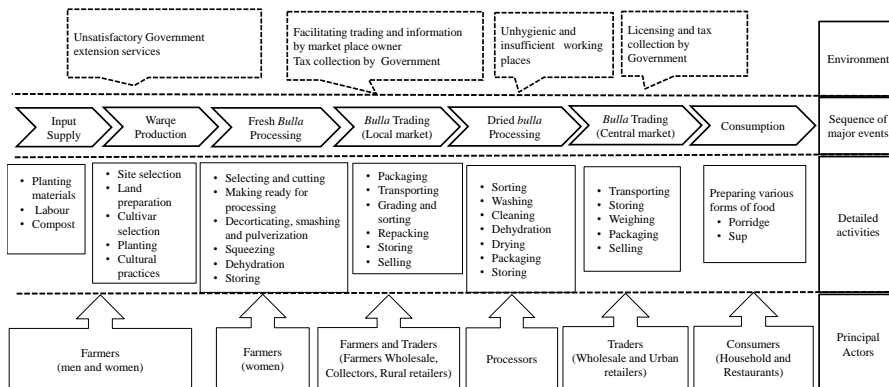 Unsatisfactory Government
extension services
Facilitating trading and information
by market place owner
Tax collection by Government
Unhygienic and
insufficient working
places
Licensing and tax
collection by
Government
Environment
Input
Supply
Warqe
Production
Fresh Bulla
Processing
Bulla Trading
(Local market)
Dried bulla
Processing
Bulla Trading
(Central market)
Consumption
Sequence of
major events
• Planting
materials
• Labour
• Compost
• Site selection
• Land
preparation
• Cultivar
selection
• Planting
• Cultural
practices
• Selecting and cutting
• Making ready for
processing
• Decorticating, smashing
and pulverization
• Squeezing
• Dehydration
• Storing
• Packaging
• Transporting
• Grading and
sorting
• Repacking
• Storing
• Selling
• Sorting
• Washing
• Cleaning
• Dehydration
• Drying
• Packaging
• Storing
• Transporting
• Storing
• Weighing
• Packaging
• Selling
Preparing various
forms of food
• Porridge
• Sup
Detailed
activities
Farmers
(men and women)
Farmers
(women)
Farmers and Traders
(Farmers Wholesale,
Collectors, Rural retailers)
Processors
Traders
(Wholesale and Urban
retailers)
Consumers
(Household and
Restaurants)
Principal
Actors